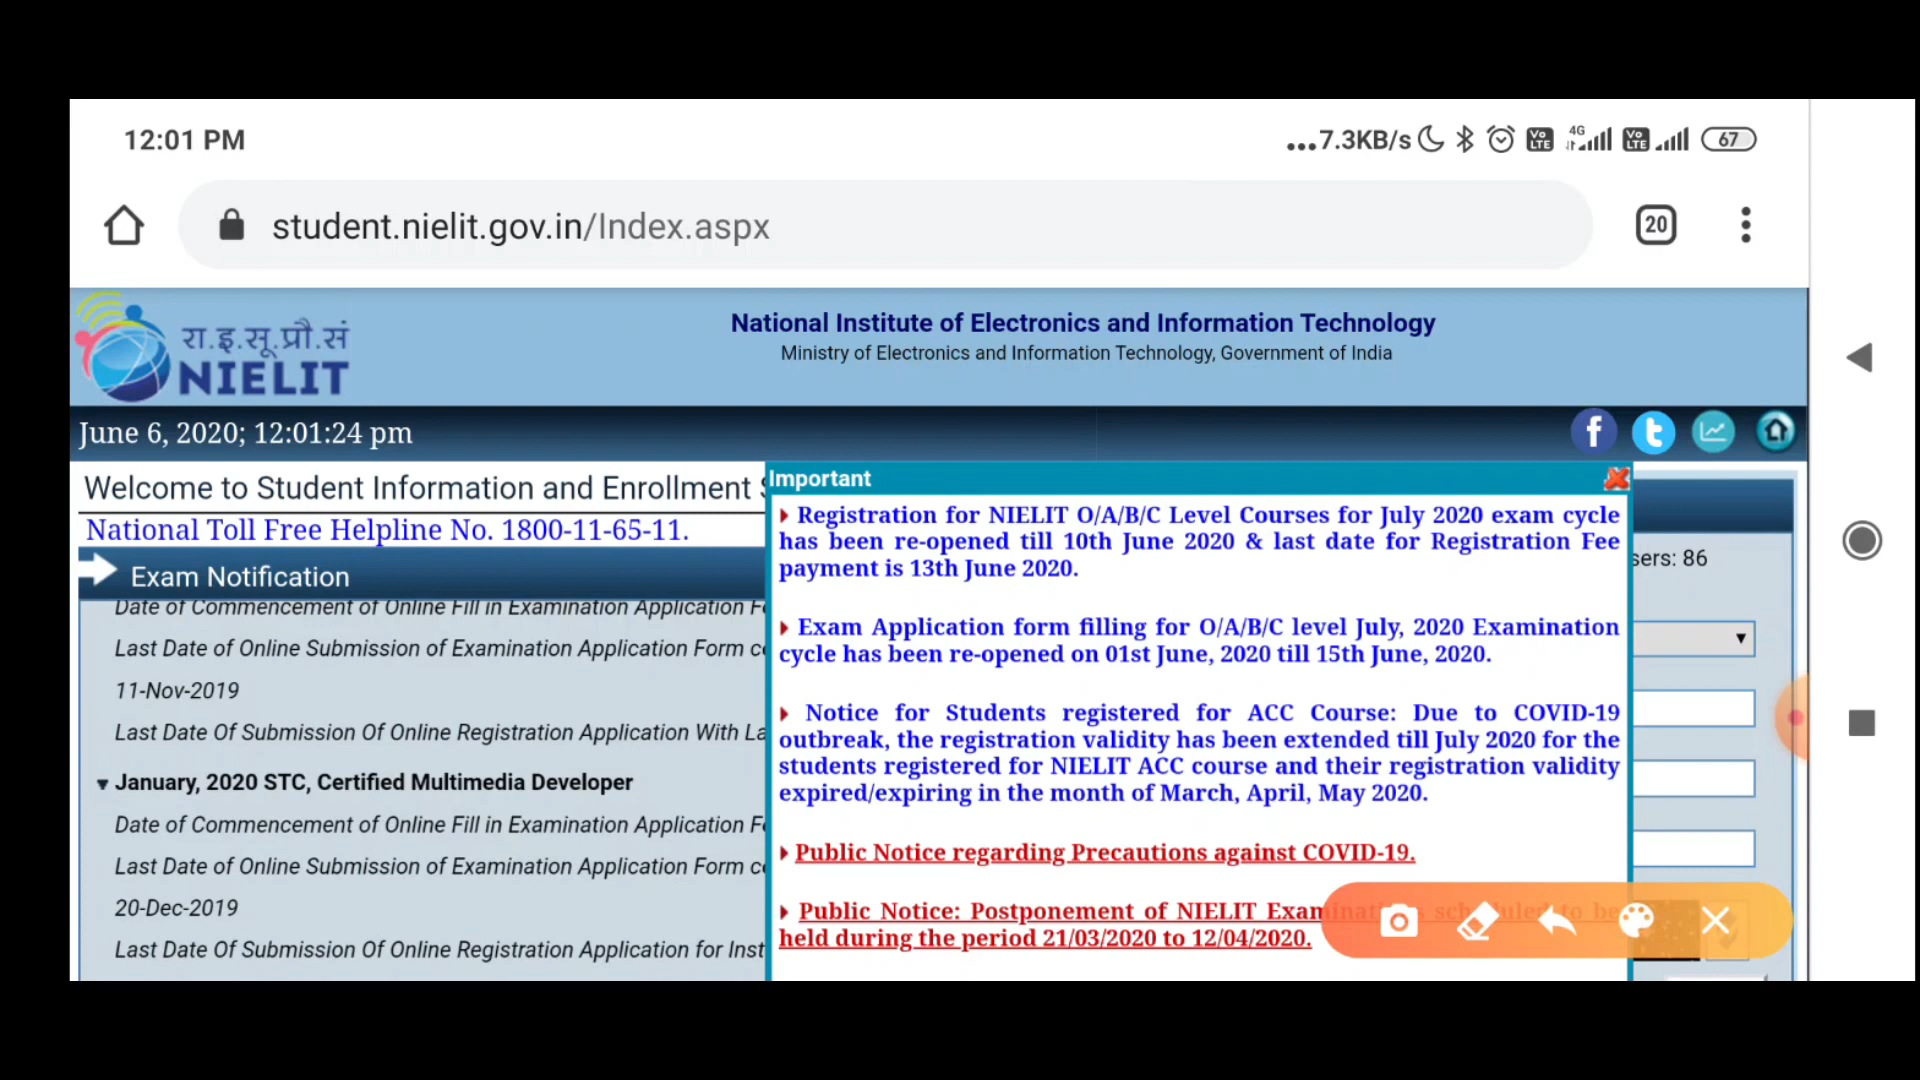 12:01 PM
...7.3KB/s Vo LTE 4G Vo LTE 67
student.nielit.gov.in/Index.aspx
20
रा.इ.सू.प्रौ.सं
NIELIT
National Institute of Electronics and Information Technology
Ministry of Electronics and Information Technology, Government of India
June 6, 2020; 12:01:24 pm
Welcome to Student Information and Enrollment
National Toll Free Helpline No. 1800-11-65-11.
Exam Notification
Date of Commencement of Online Fill in Examination Application
Last Date of Online Submission of Examination Application Form
11-Nov-2019
Last Date Of Submission Of Online Registration Application With
January, 2020 STC, Certified Multimedia Developer
Date of Commencement of Online Fill in Examination Application
Last Date of Online Submission of Examination Application Form
20-Dec-2019
Last Date Of Submission Of Online Registration Application for Inst
Important
Registration for NIELIT O/A/B/C Level Courses for July 2020 exam cycle
has been re-opened till 10th June 2020 & last date for Registration Fee
payment is 13th June 2020.
Exam Application form filling for O/A/B/C level July, 2020 Examination
cycle has been re-opened on 01st June, 2020 till 15th June, 2020.
Notice for Students registered for ACC Course: Due to COVID-19
outbreak, the registration validity has been extended till July 2020 for the
students registered for NIELIT ACC course and their registration validity
expired/expiring in the month of March, April, May 2020.
Public Notice regarding Precautions against COVID-19.
Public Notice: Postponement of NIELIT Examinations scheduled to be
held during the period 21/03/2020 to 12/04/2020.
sers: 86